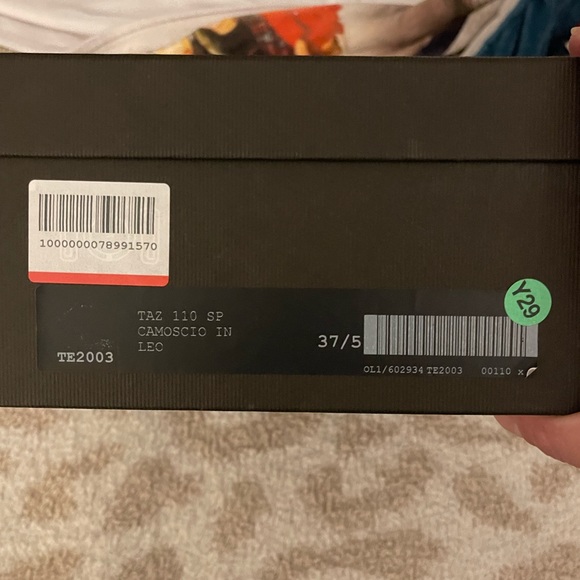 1000000078991570
TAZ 110 SP
CAMOSCIO IN
LEO
TE2003
37/5
OL1/602934 TE2003 00110 x
Y29